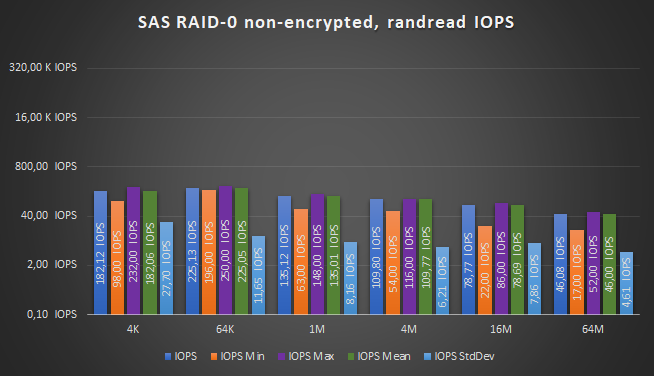 SAS RAID-0 non-encrypted, randread IOPS
320,00 K IOPS
16,00 K IOPS
800,00 IOPS
40,00 IOPS
2,00 IOPS
0,10 IOPS
182,12 IOPS
98,00 IOPS
232,00 IOPS
182,06 IOPS
27,70 IOPS
225,13 IOPS
196,00 IOPS
250,00 IOPS
225,05 IOPS
11,65 IOPS
135,12 IOPS
63,00 IOPS
148,00 IOPS
135,01 IOPS
8,16 IOPS
109,80 IOPS
54,00 IOPS
116,00 IOPS
109,77 IOPS
6,21 IOPS
78,77 IOPS
22,00 IOPS
86,00 IOPS
78,69 IOPS
7,86 IOPS
46,08 IOPS
17,00 IOPS
52,00 IOPS
46,00 IOPS
4,61 IOPS
4K 64K 1M 4M 16M 64M
IOPS IOPS Min IOPS Max IOPS Mean IOPS StdDev